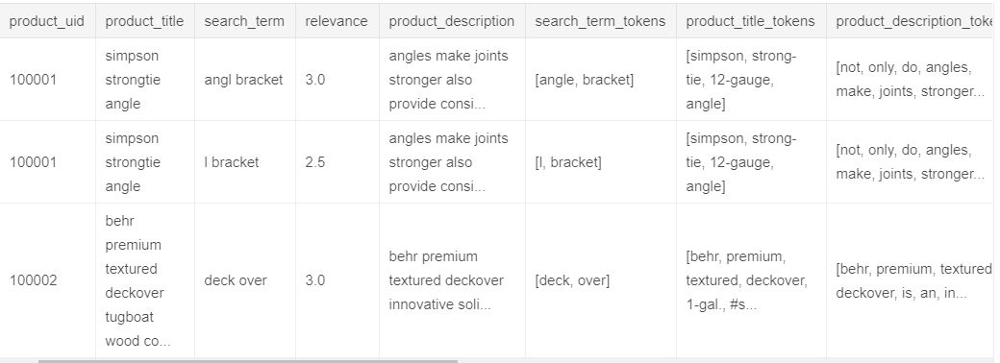 product_uid product_title search_term relevance product_description search_term_tokens product_title_tokens product_description_toke
100001 simpson strongtie angle angl bracket 3.0 angles make joints stronger also provide consi... [angle, bracket] [simpson, strong-tie, 12-gauge, angle] [not, only, do, angles, make, joints, stronger...
100001 simpson strongtie angle l bracket 2.5 angles make joints stronger also provide consi... [l, bracket] [simpson, strong-tie, 12-gauge, angle] [not, only, do, angles, make, joints, stronger...
100002 behr premium textured deckover tugboat wood co... deck over 3.0 behr premium textured deckover innovative soli... [deck, over] [behr, premium, textured, deckover, 1-gal., #s... [behr, premium, textured deckover, is, an, in...